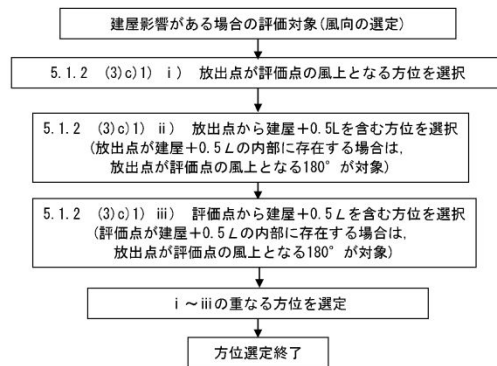 建屋影響がある場合の評価対象(風向の選定)
5.1.2 (3)c)1) ⅰ) 放出点が評価点の風上となる方位を選択
5.1.2 (3)c)1) ⅱ) 放出点から建屋+0.5Lを含む方位を選択
(放出点が建屋+0.5Lの内部に存在する場合は,
放出点が評価点の風上となる180°が対象)
5.1.2 (3)c)1) ⅲ) 評価点から建屋+0.5Lを含む方位を選択
(評価点が建屋+0.5Lの内部に存在する場合は,
放出点が評価点の風上となる180°が対象)
ⅰ~ⅲの重なる方位を選定
方位選定終了